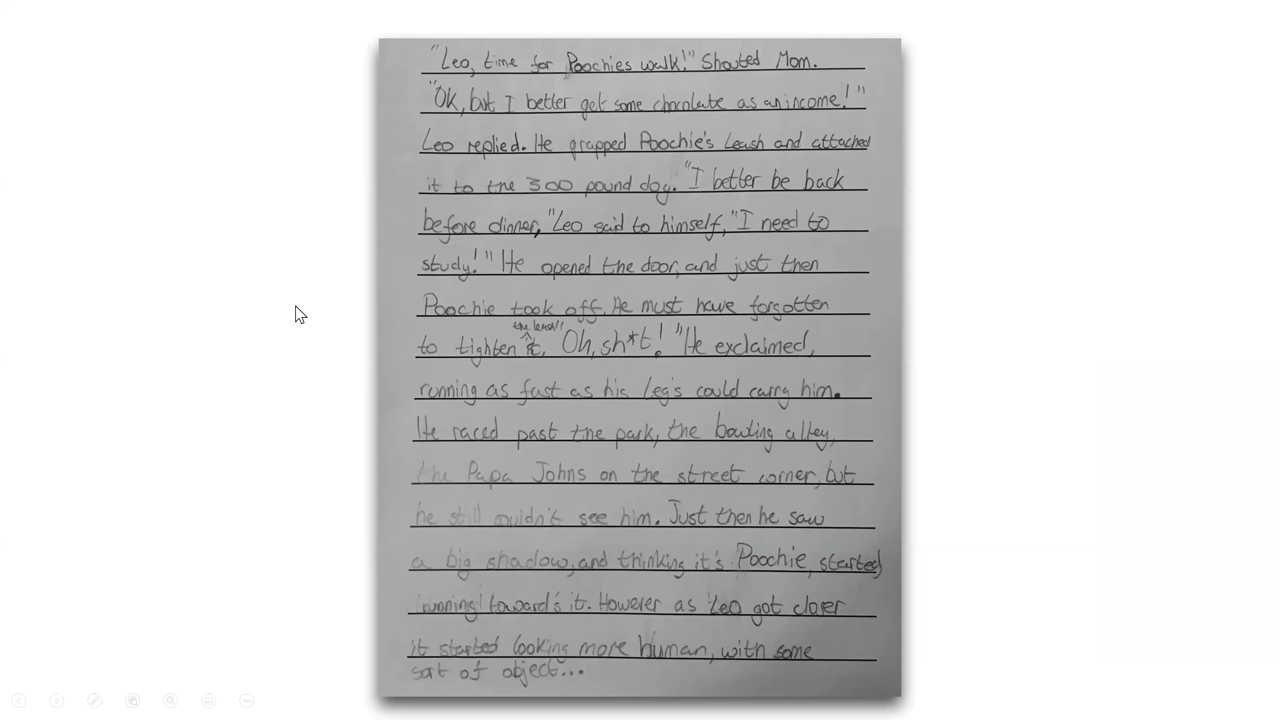 "Leo, time for Poochies walk!" Shouted Mom.
"OK, but I better get some chocolate as an income!"
Leo replied. He grapped Poochie's Leash and attached
it to the 300 pound dog. "I better be back
before dinner, "Leo said to himself, "I need to
study!" He opened the door, and just then
Poochie took off. He must have forgotten
the leash
to tighten it. "Oh, sh*t! "He exclaimed,
running as fast as his leg's could carry him.
He raced past the park, the bowling alley,
the Papa Johns on the street corner, but
he still couldn't see him. Just then he saw
a big shadow, and thinking it's Poochie, started
running toward's it. However as Leo got closer
it started looking more human, with some
sort of object...